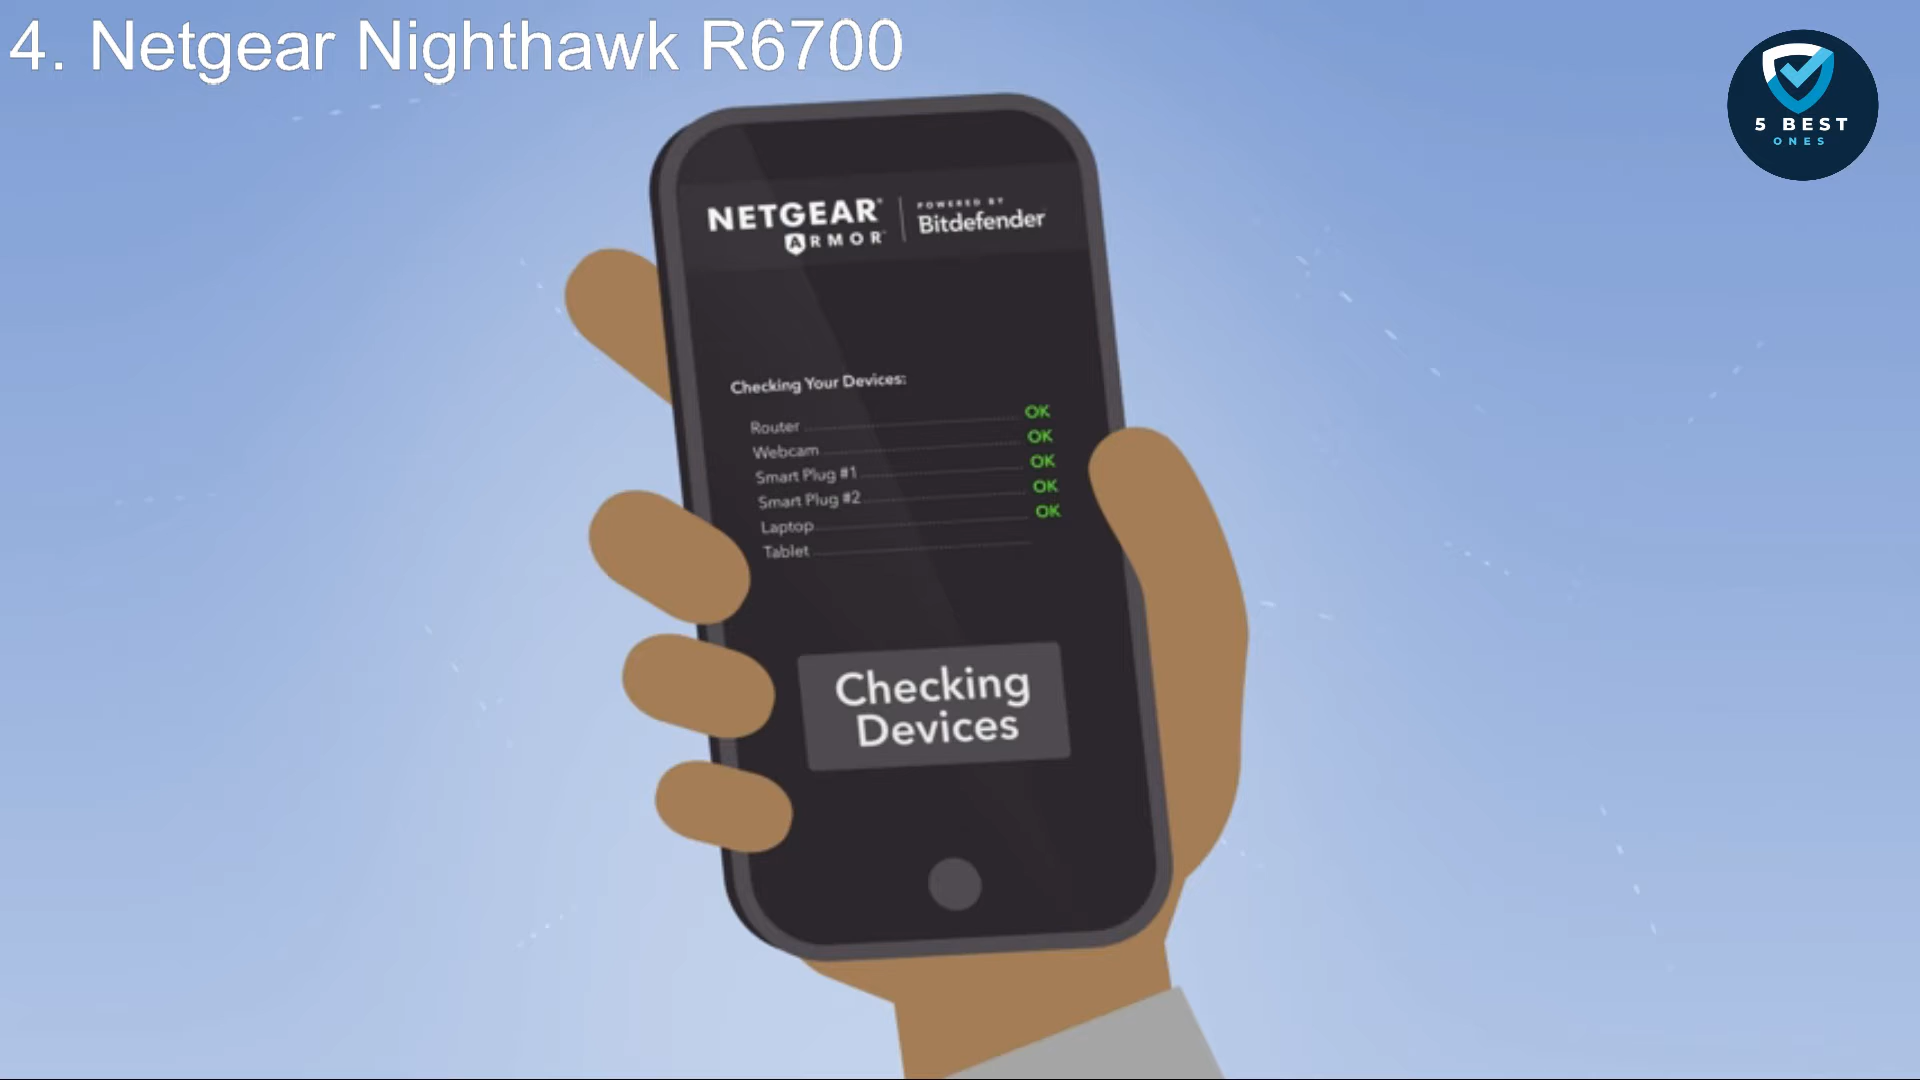 4. Netgear Nighthawk R6700
5 BEST
ONES
NETGEAR
ARMOR
POWERED BY
Bitdefender
Checking Your Devices:
Router OK
Webcam OK
Smart Plug #1 OK
Smart Plug #2 OK
Laptop OK
Tablet
Checking
Devices